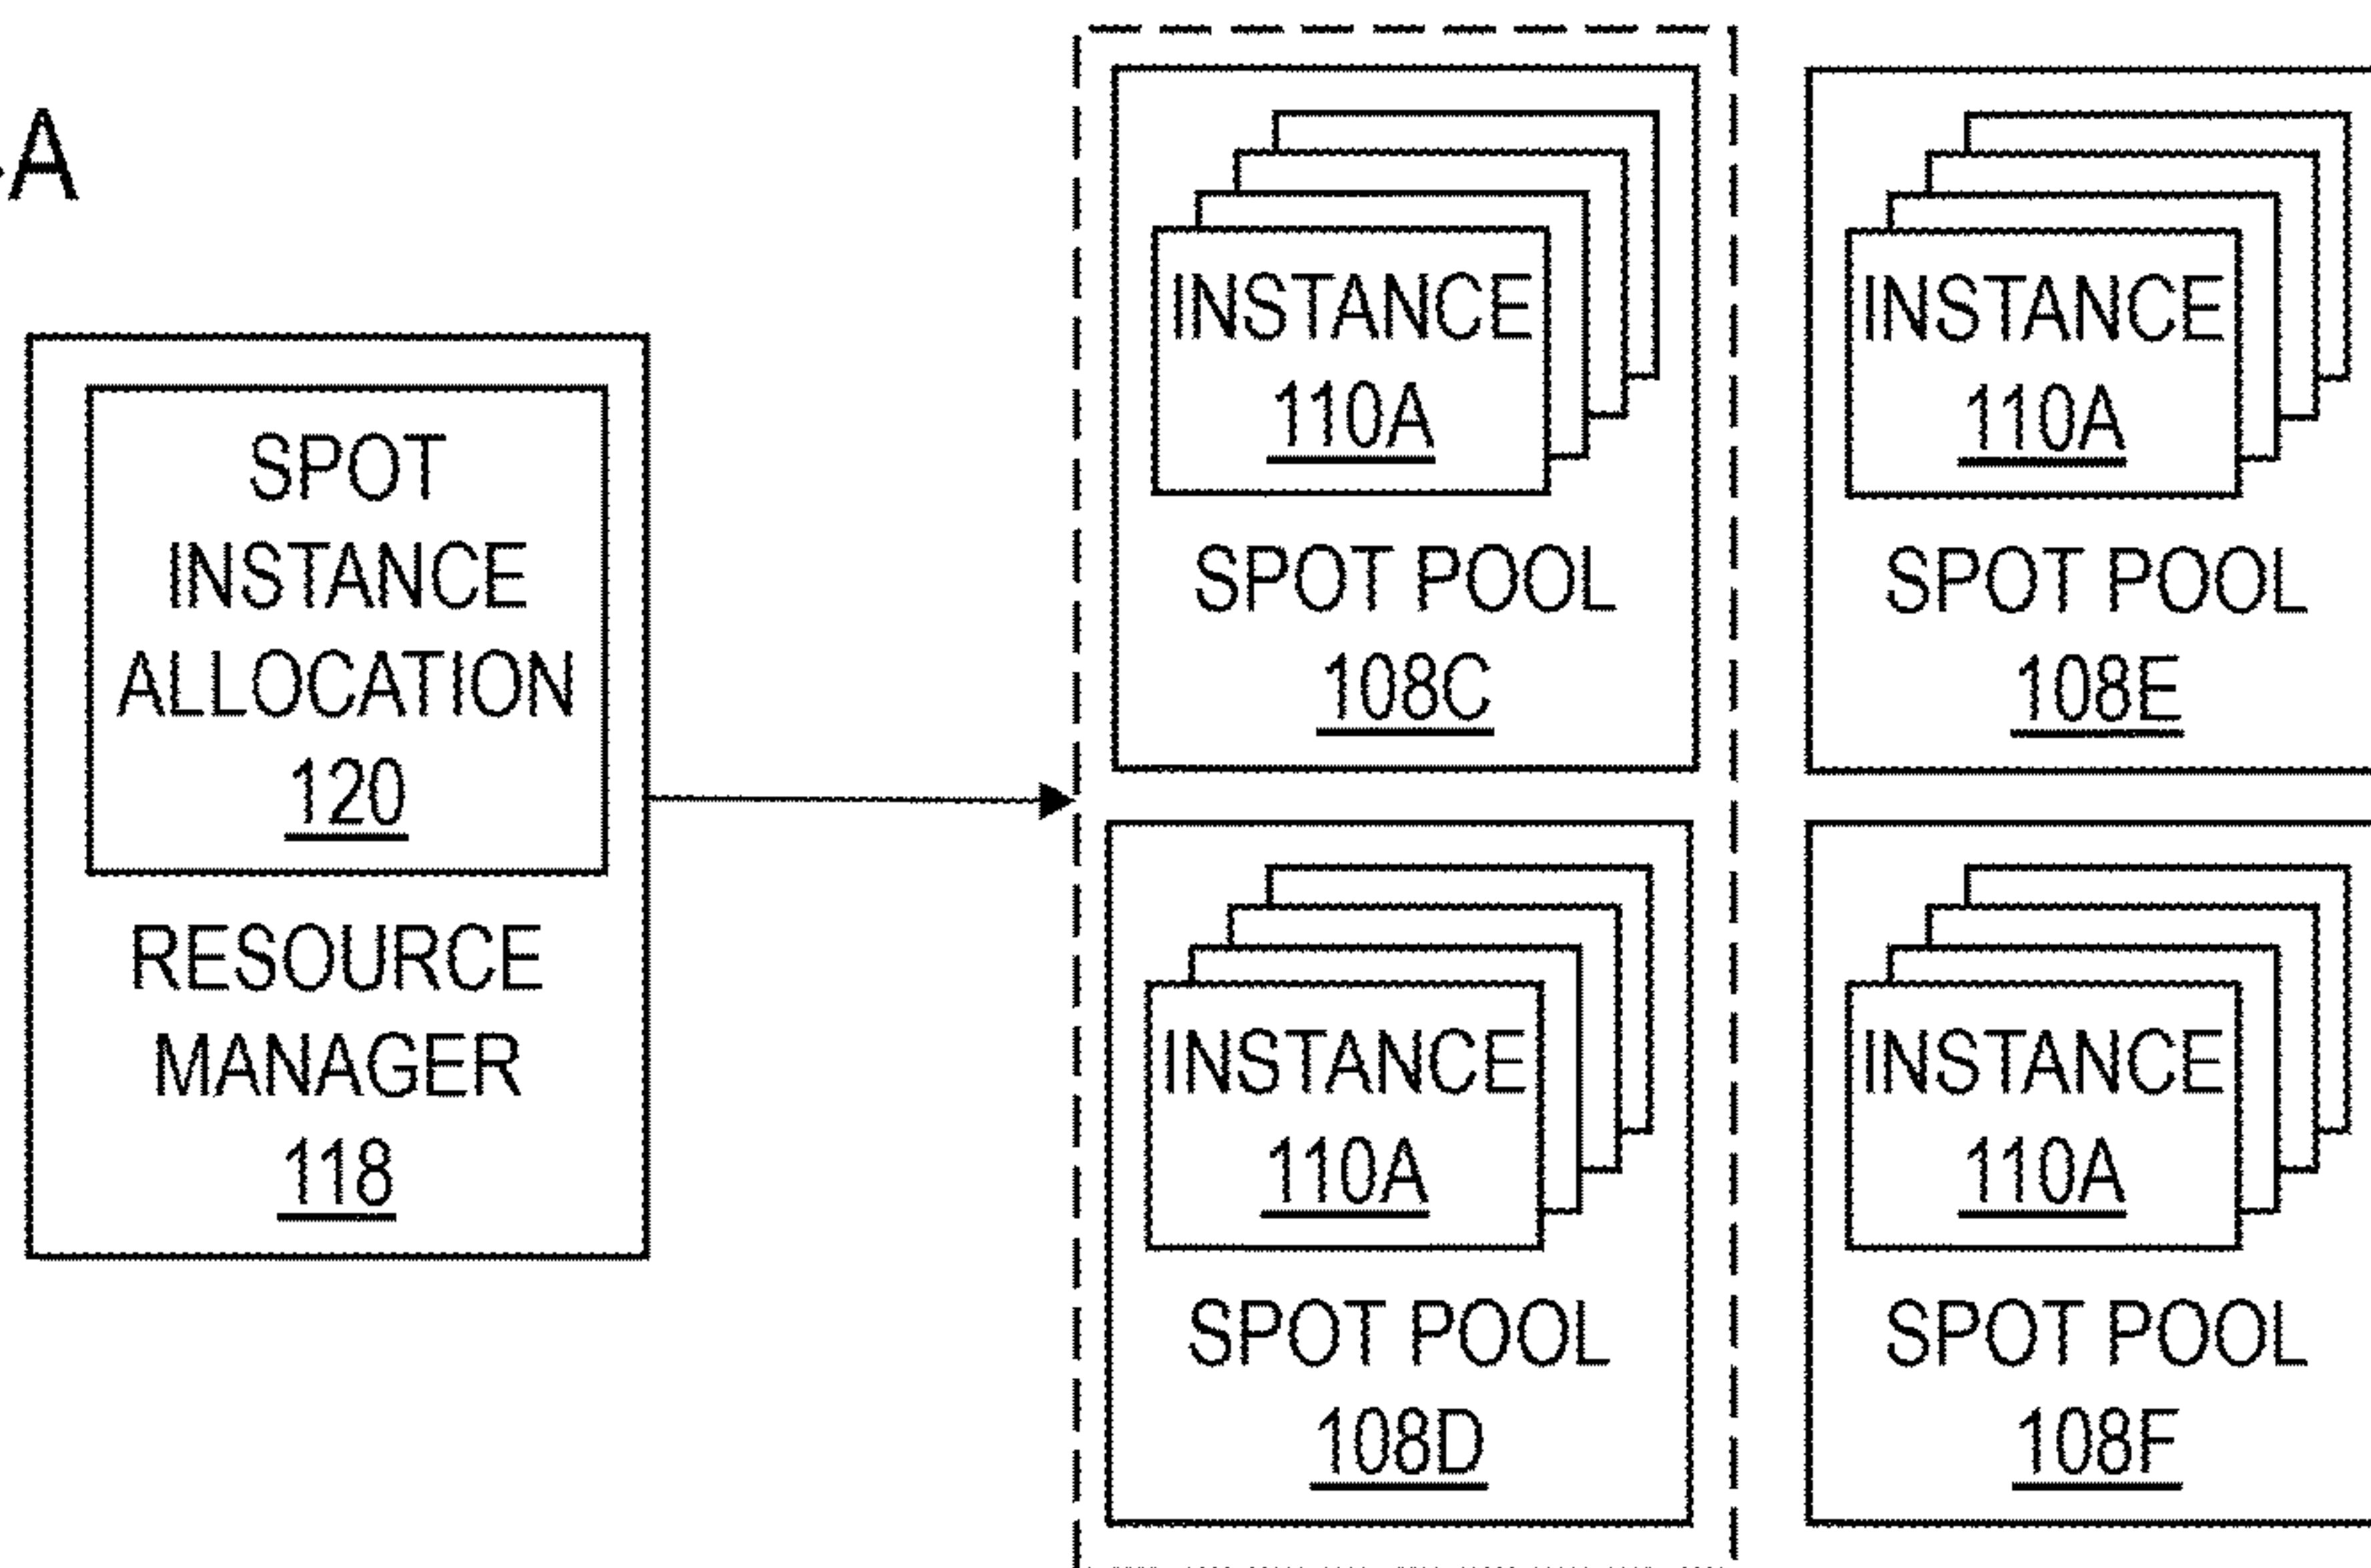 A
SPOT
INSTANCE
ALLOCATION
120
RESOURCE
MANAGER
118
INSTANCE
110A
SPOT POOL
108C
INSTANCE
110A
SPOT POOL
108E
INSTANCE
110A
SPOT POOL
108D
INSTANCE
110A
SPOT POOL
108F